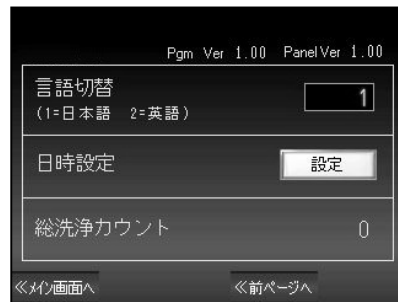 Pgm Ver 1.00 PanelVer 1.00
言語切替 1
(1=日本語 2=英語)
日時設定 設定
総洗浄カウント 0
≪メイン画面へ ≪前ページへ